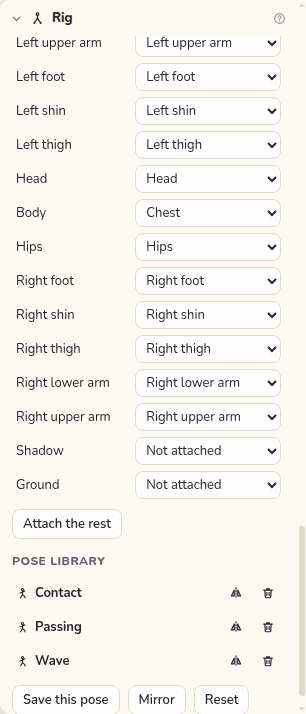 Rig
Left upper arm Left upper arm
Left foot Left foot
Left shin Left shin
Left thigh Left thigh
Head Head
Body Chest
Hips Hips
Right foot Right foot
Right shin Right shin
Right thigh Right thigh
Right lower arm Right lower arm
Right upper arm Right upper arm
Shadow Not attached
Ground Not attached
Attach the rest
POSE LIBRARY
Contact
Passing
Wave
Save this pose Mirror Reset